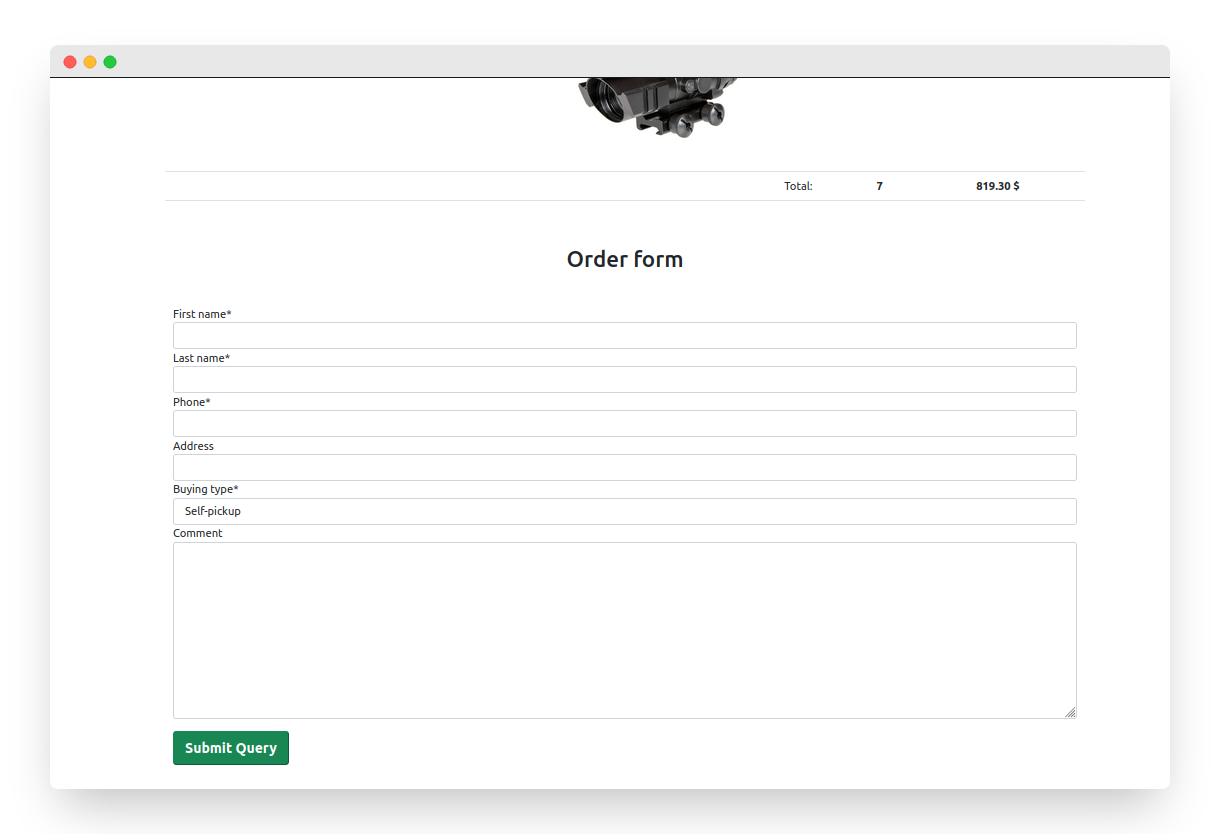 Total: 7 819.30 $
Order form
First name*
Last name*
Phone*
Address
Buying type*
Self-pickup
Comment
Submit Query